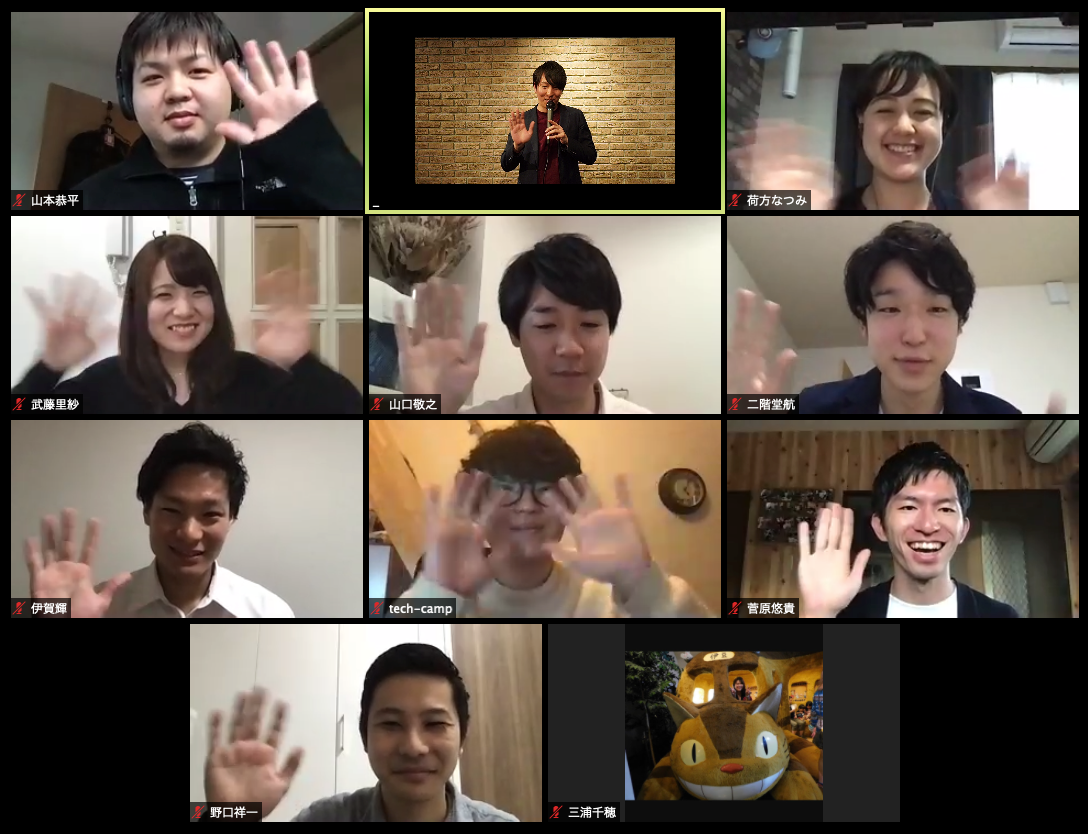 山本恭平
荷方なつみ
武藤里紗
山口敬之
二階堂航
伊賀輝
tech-camp
菅原悠貴
野口祥一
三浦千穂